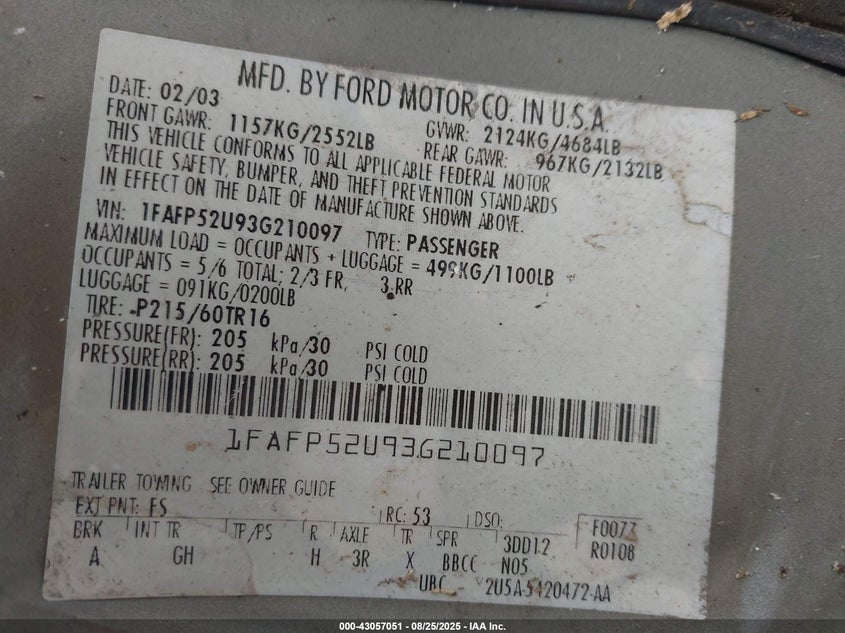 MFD. BY FORD MOTOR CO. IN U.S.A.
DATE: 02/03 GVWR: 2124KG/4684LB
FRONT GAWR: 1157KG/2552LB REAR GAWR: 967KG/2132LB
THIS VEHICLE CONFORMS TO ALL APPLICABLE FEDERAL MOTOR
VEHICLE SAFETY, BUMPER, AND THEFT PREVENTION STANDARDS
IN EFFECT ON THE DATE OF MANUFACTURE SHOWN ABOVE.
VIN: 1FAFP52U93G210097 TYPE: PASSENGER
MAXIMUM LOAD = OCCUPANTS + LUGGAGE = 499KG/1100LB
OCCUPANTS = 5/6 TOTAL; 2/3 FR, 3 RR
LUGGAGE = 091KG/0200LB
TIRE: P215/60TR16
PRESSURE(FR): 205 kPa/30 PSI COLD
PRESSURE(RR): 205 kPa/30 PSI COLD
1FAFP52U93G210097
TRAILER TOWING SEE OWNER GUIDE
EXT PNT: FS RC: 53 DSO: F0077
BRK INT TR TP/PS R AXLE TR SPR 3DD12 R0108
A GH H 3R X BBCC N05
UBC 2U5A-5420472-AA
000-43057051 - 08/25/2025 - IAA Inc.